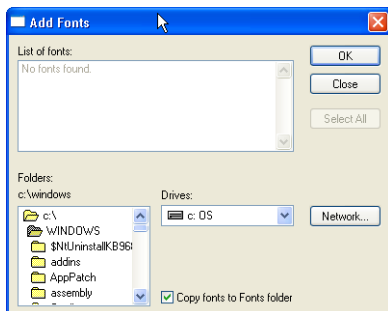 Add Fonts
List of fonts:
No fonts found.
OK
Close
Select All
Folders:
c:\windows
Drives:
c:\
WINDOWS
$NtUninstallKB96
addins
AppPatch
assembly
c: OS
Network...
Copy fonts to Fonts folder